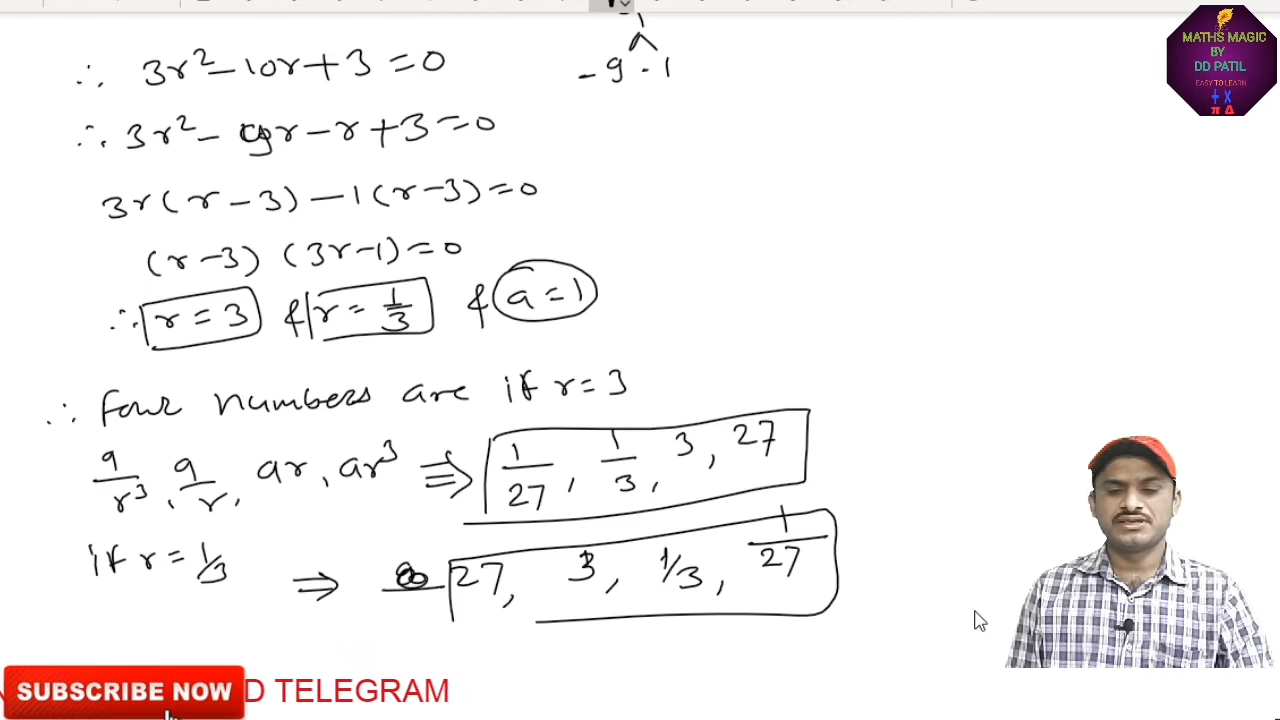 ∴ 3r² - 10r + 3 = 0
-9 -1
∴ 3r² - 9r - r + 3 = 0
3r(r - 3) - 1(r - 3) = 0
(r - 3) (3r - 1) = 0
∴ r = 3 & r = 1/3 & a = 1
∴ Four numbers are if r = 3
a/r³, a/r, ar, ar³ ⇒ 1/27, 1/3, 3, 27
if r = 1/3 ⇒ 27, 3, 1/3, 1/27
MATHS MAGIC
BY
DD PATIL
EASY TO LEARN
+ X
π Δ
SUBSCRIBE NOW
D TELEGRAM